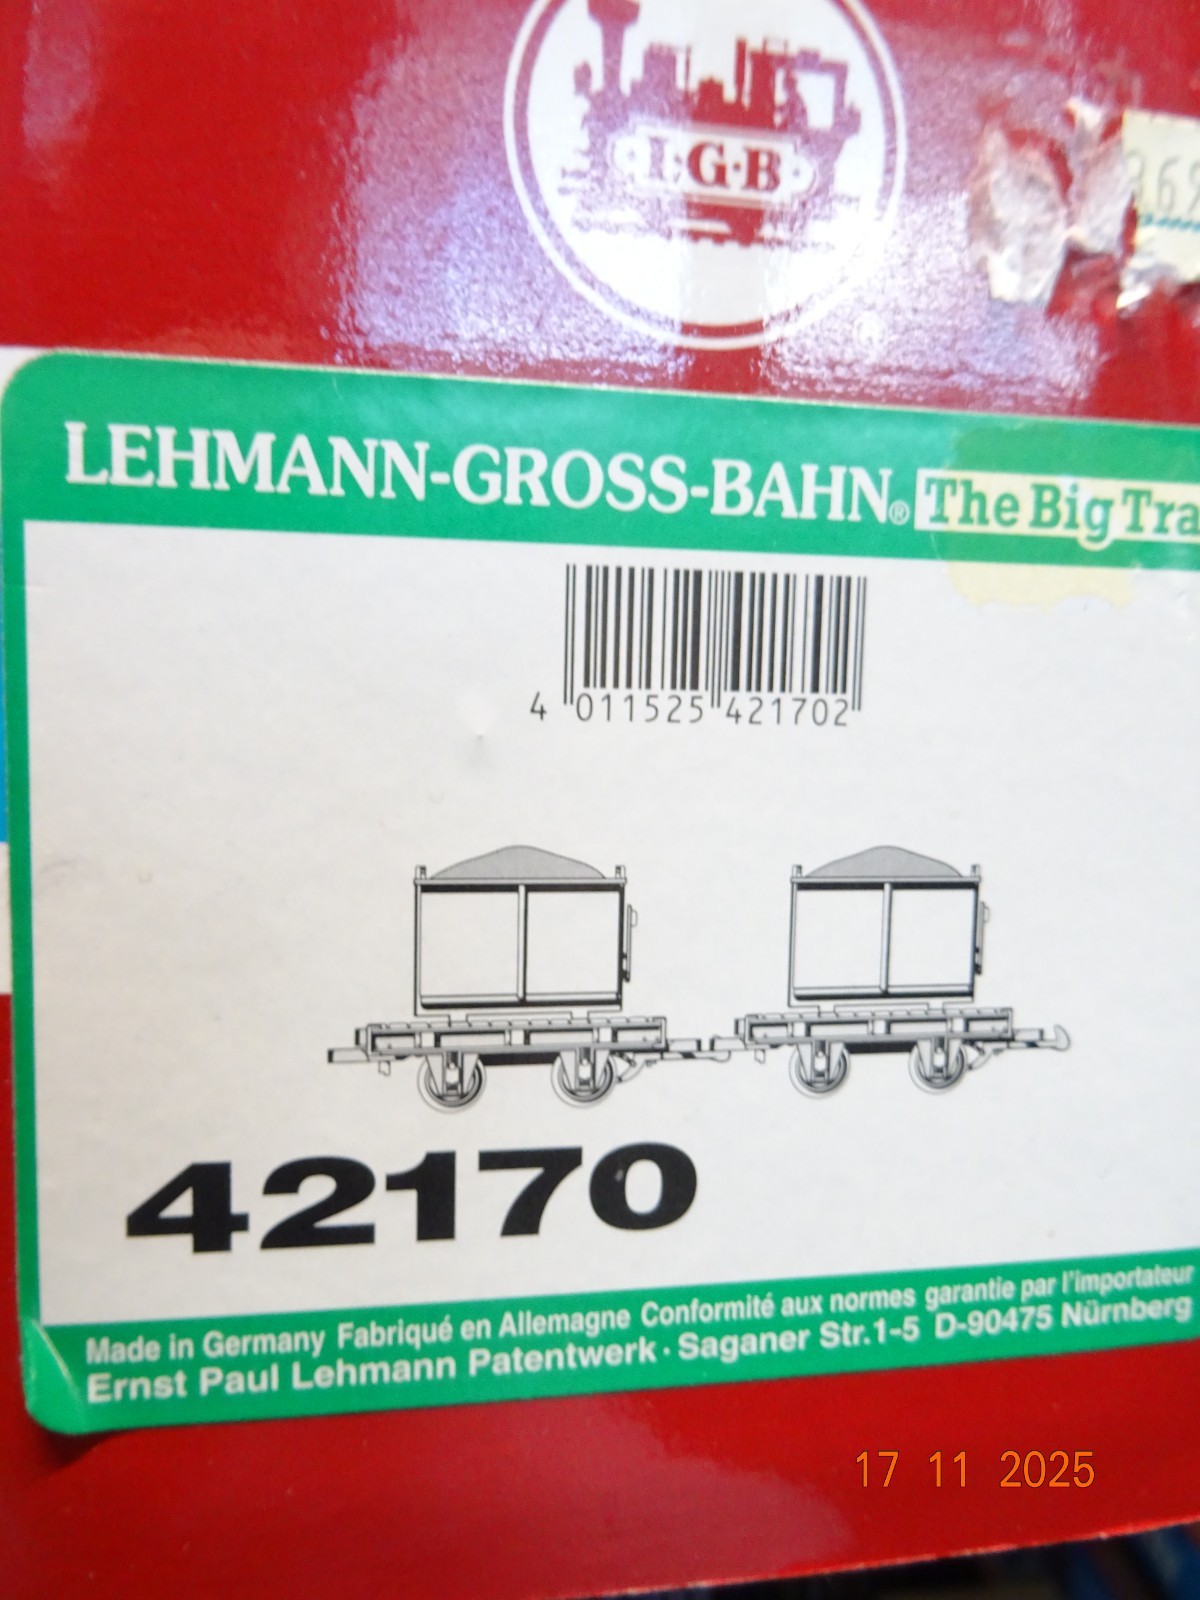 L·G·B
LEHMANN-GROSS-BAHN® The Big Tra
4 011525 421702
42170
Made in Germany Fabriqué en Allemagne Conformité aux normes garantie par l'importateur
Ernst Paul Lehmann Patentwerk · Saganer Str.1-5 D-90475 Nürnberg
17 11 2025